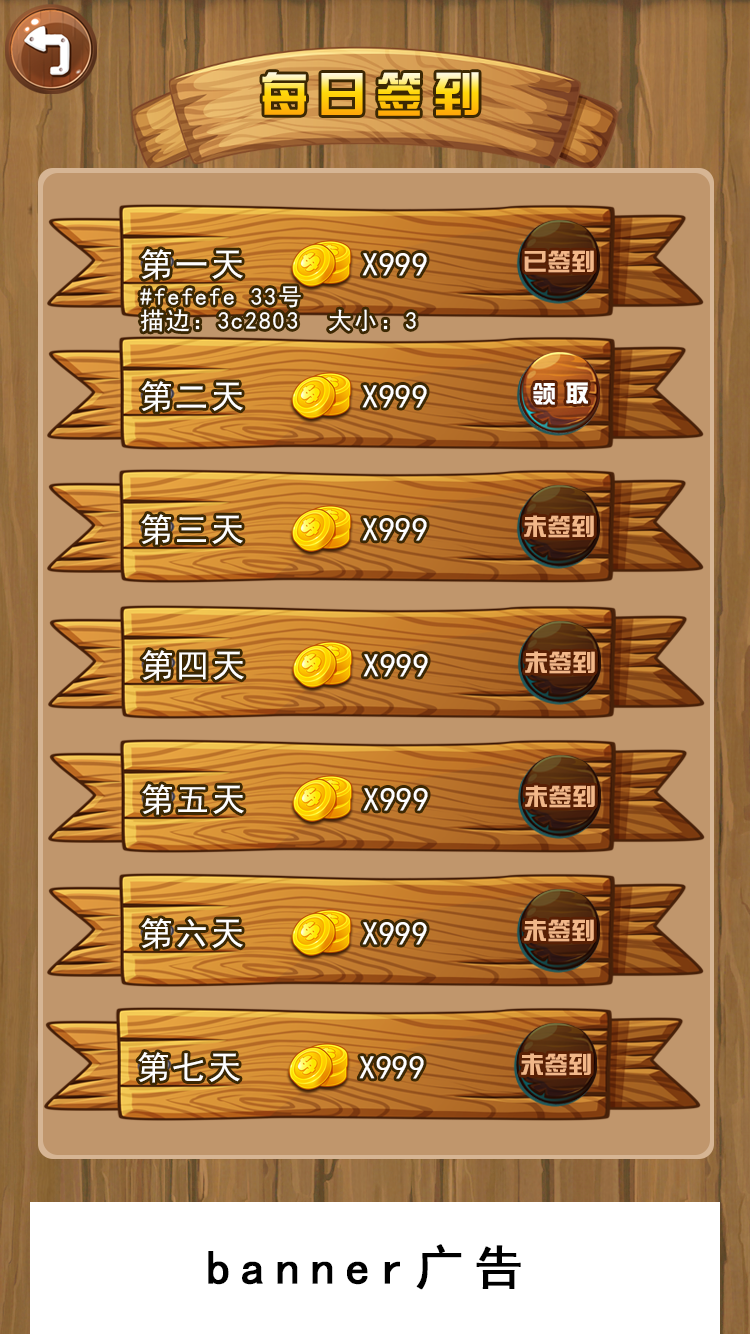 每日签到
第一天 X999 已签到
#fefefe 33号
描边：3c2803 大小：3
第二天 X999 领取
第三天 X999 未签到
第四天 X999 未签到
第五天 X999 未签到
第六天 X999 未签到
第七天 X999 未签到
banner广告